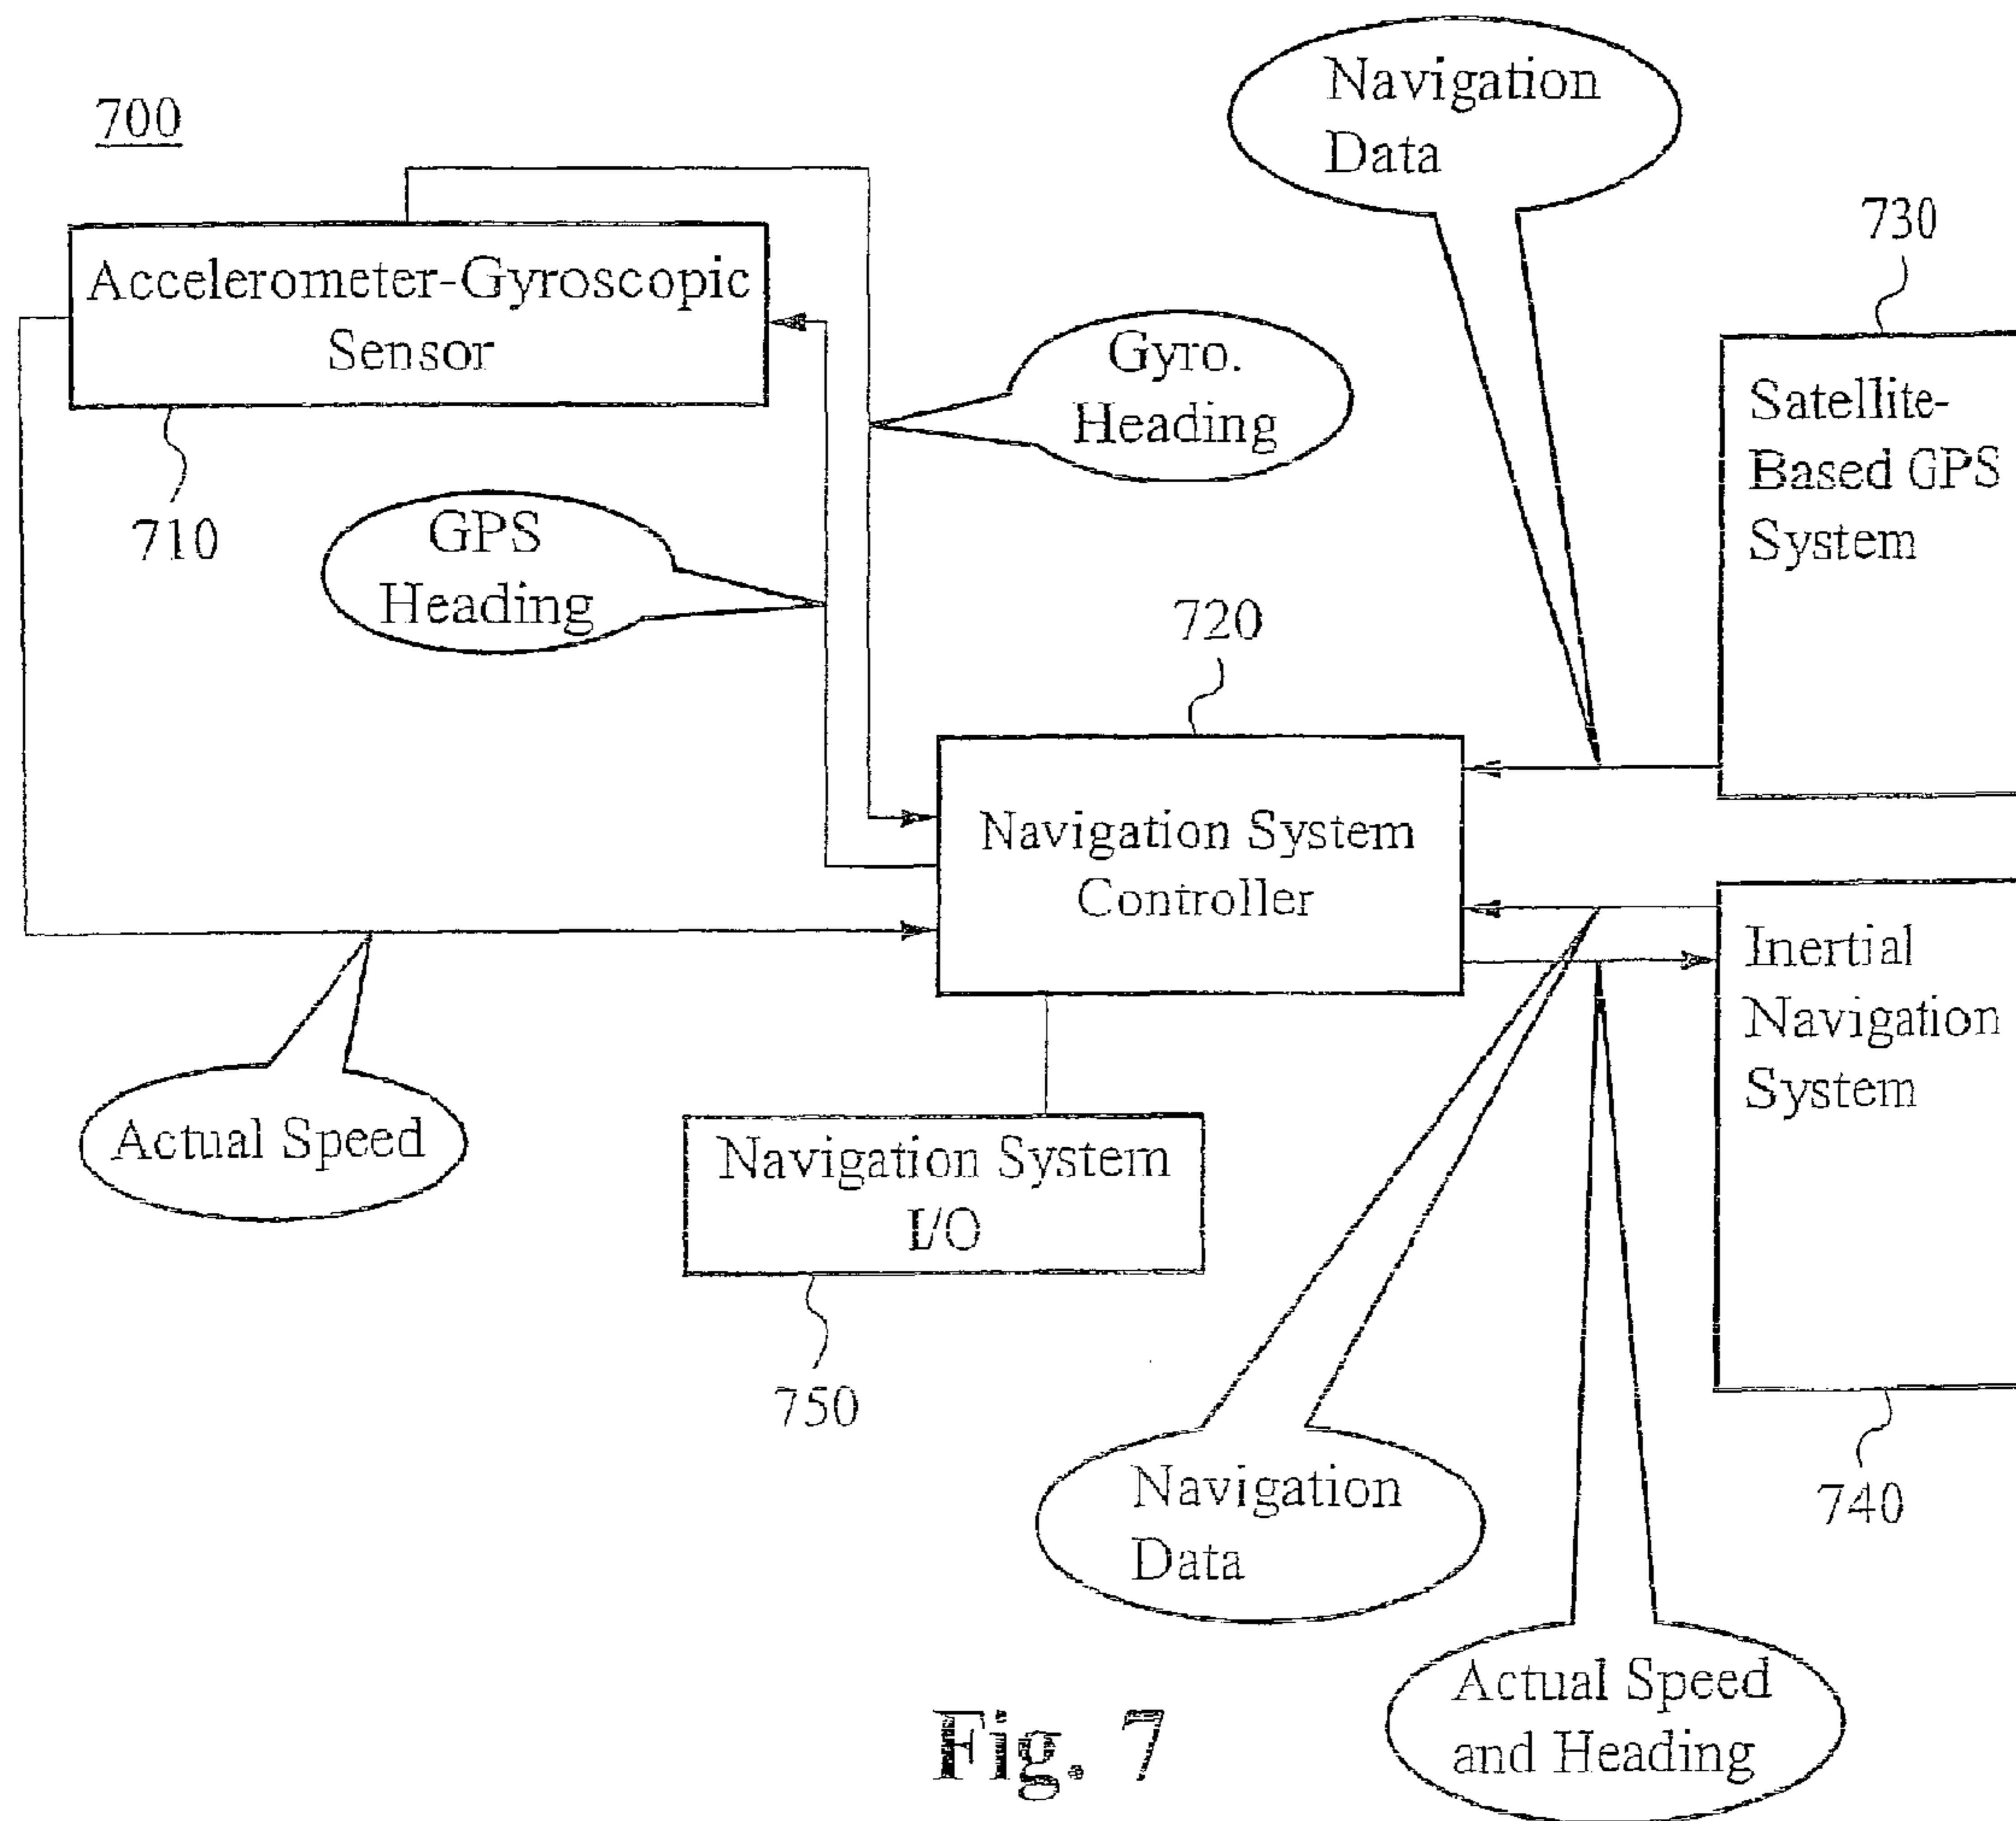 700
Navigation
Data
730
Accelerometer-Gyroscopic
Sensor
710
Gyro.
Heading
GPS
Heading
Satellite-
Based GPS
System
720
Navigation System
Controller
Inertial
Navigation
System
Actual Speed
Navigation System
I/O
750
Navigation
Data
740
Actual Speed
and Heading
Fig. 7